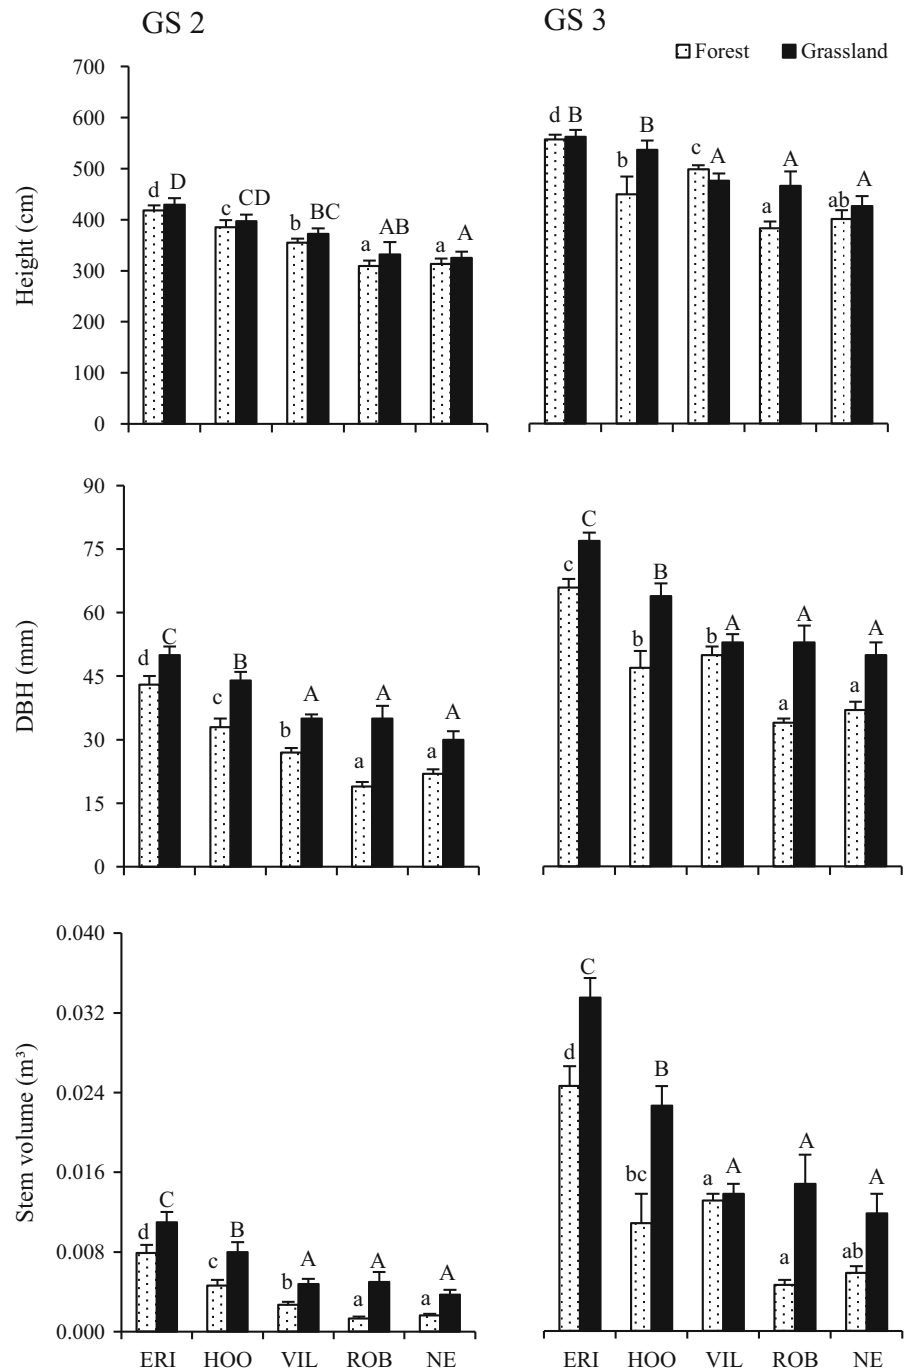 GS 2
GS 3
Forest Grassland
Height (cm)
700
600
500
400
300
200
100
0
d D c CD b BC a AB a A
d B b B c A a A ab A
DBH (mm)
90
75
60
45
30
15
0
d C c B b A a A a A
c C b B b A a A a A
Stem volume (m³)
0.040
0.032
0.024
0.016
0.008
0.000
d C c B b A a A a A
d C bc B a A a A ab A
ERI HOO VIL ROB NE
ERI HOO VIL ROB NE